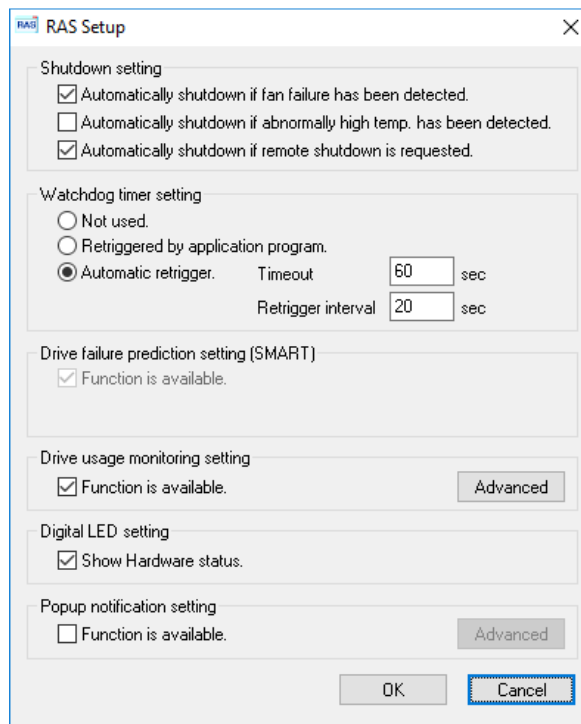 RAS RAS Setup
Shutdown setting
Automatically shutdown if fan failure has been detected.
Automatically shutdown if abnormally high temp. has been detected.
Automatically shutdown if remote shutdown is requested.
Watchdog timer setting
Not used.
Retriggered by application program.
Automatic retrigger. Timeout 60 sec
Retrigger interval 20 sec
Drive failure prediction setting (SMART)
Function is available.
Drive usage monitoring setting
Function is available. Advanced
Digital LED setting
Show Hardware status.
Popup notification setting
Function is available. Advanced
OK Cancel